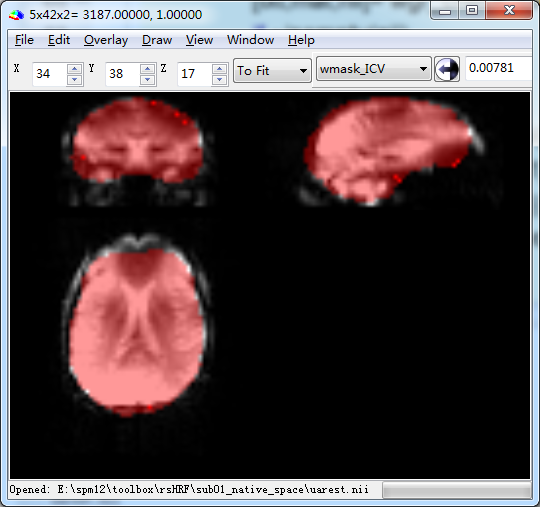 5x42x2= 3187.00000, 1.00000
File Edit Overlay Draw View Window Help
X 34 Y 38 Z 17 To Fit wmask_ICV 0.00781
Opened: E:\spm12\toolbox\rsHRF\sub01_native_space\uarest.nii